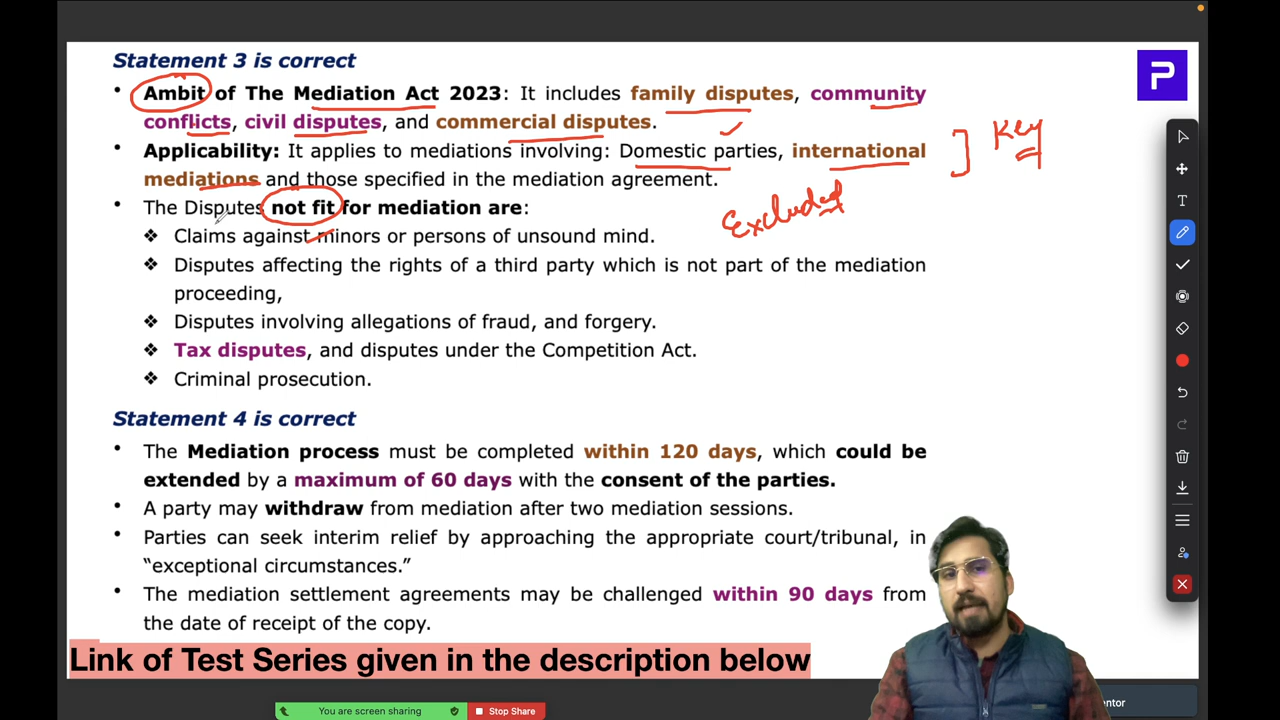 Statement 3 is correct
• Ambit of The Mediation Act 2023: It includes family disputes, community
conflicts, civil disputes, and commercial disputes.
• Applicability: It applies to mediations involving: Domestic parties, international
mediations and those specified in the mediation agreement.
Key
• The Disputes not fit for mediation are:
Excluded
❖ Claims against minors or persons of unsound mind.
❖ Disputes affecting the rights of a third party which is not part of the mediation
proceeding,
❖ Disputes involving allegations of fraud, and forgery.
❖ Tax disputes, and disputes under the Competition Act.
❖ Criminal prosecution.
Statement 4 is correct
• The Mediation process must be completed within 120 days, which could be
extended by a maximum of 60 days with the consent of the parties.
• A party may withdraw from mediation after two mediation sessions.
• Parties can seek interim relief by approaching the appropriate court/tribunal, in
“exceptional circumstances.”
• The mediation settlement agreements may be challenged within 90 days from
the date of receipt of the copy.
Link of Test Series given in the description below
P
T
You are screen sharing
Stop Share
entor